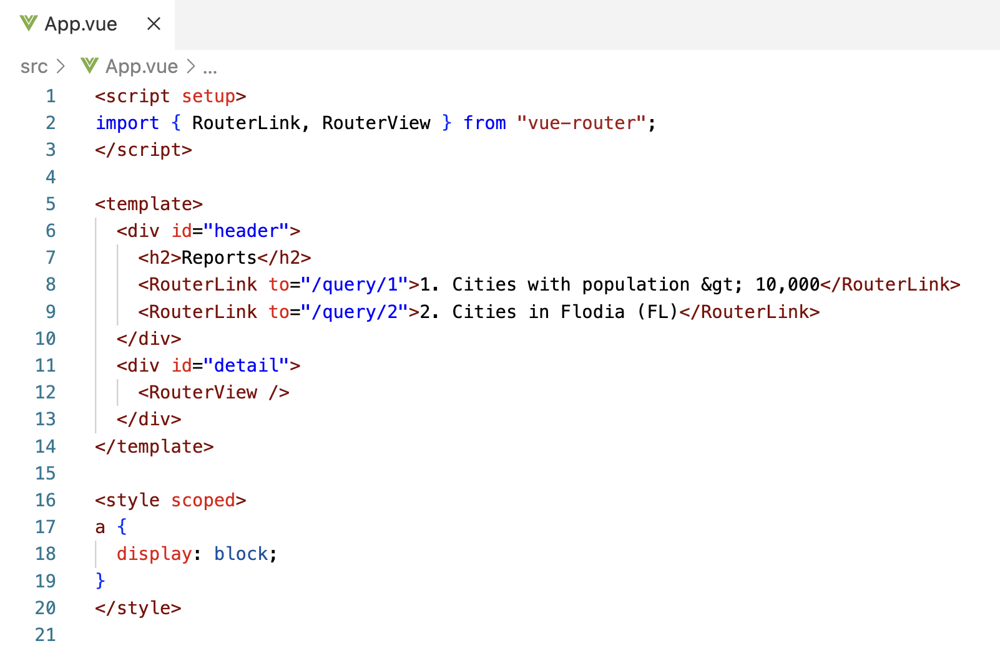 App.vue
src > App.vue > ...
1 <script setup>
2 import { RouterLink, RouterView } from "vue-router";
3 </script>
4
5 <template>
6   <div id="header">
7     <h2>Reports</h2>
8     <RouterLink to="/query/1">1. Cities with population &gt; 10,000</RouterLink>
9     <RouterLink to="/query/2">2. Cities in Flodia (FL)</RouterLink>
10   </div>
11   <div id="detail">
12     <RouterView />
13   </div>
14 </template>
15
16 <style scoped>
17 a {
18   display: block;
19 }
20 </style>
21